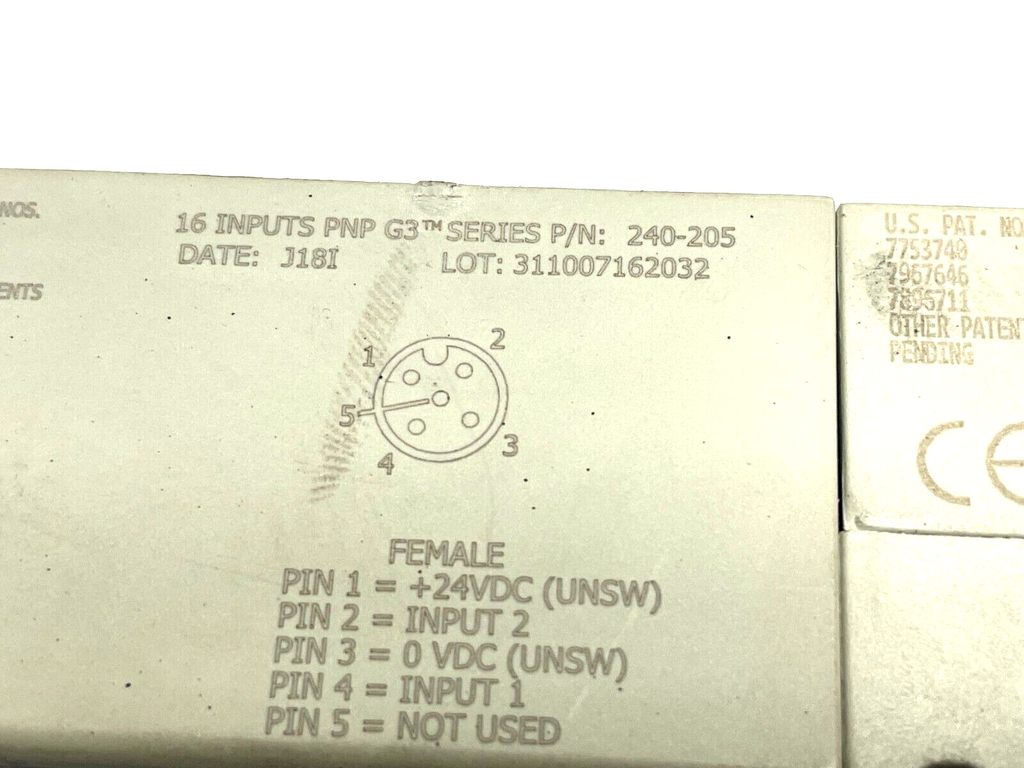 NOS.
ENTS
16 INPUTS PNP G3™ SERIES P/N: 240-205
DATE: J18I LOT: 311007162032
1
2
5
3
4
FEMALE
PIN 1 = +24VDC (UNSW)
PIN 2 = INPUT 2
PIN 3 = 0 VDC (UNSW)
PIN 4 = INPUT 1
PIN 5 = NOT USED
U.S. PAT. NO
7753740
7967646
7896711
OTHER PATENT
PENDING
CE